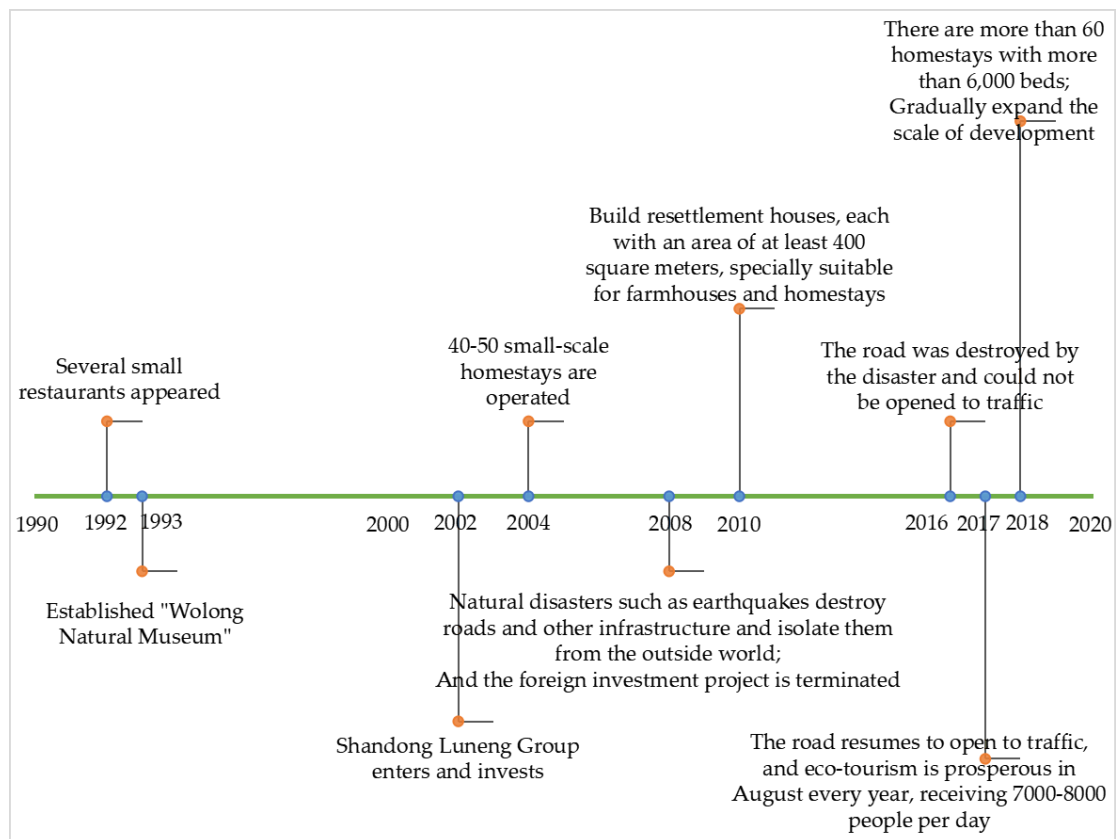 There are more than 60
homestays with more
than 6,000 beds;
Gradually expand the
scale of development
Build resettlement houses, each
with an area of at least 400
square meters, specially suitable
for farmhouses and homestays
Several small
restaurants appeared
40-50 small-scale
homestays are
operated
The road was destroyed by
the disaster and could not
be opened to traffic
1990 1992 1993 2000 2002 2004 2008 2010 2016 2017 2018 2020
Established "Wolong
Natural Museum"
Natural disasters such as earthquakes destroy
roads and other infrastructure and isolate them
from the outside world;
And the foreign investment project is terminated
Shandong Luneng Group
enters and invests
The road resumes to open to traffic,
and eco-tourism is prosperous in
August every year, receiving 7000-8000
people per day